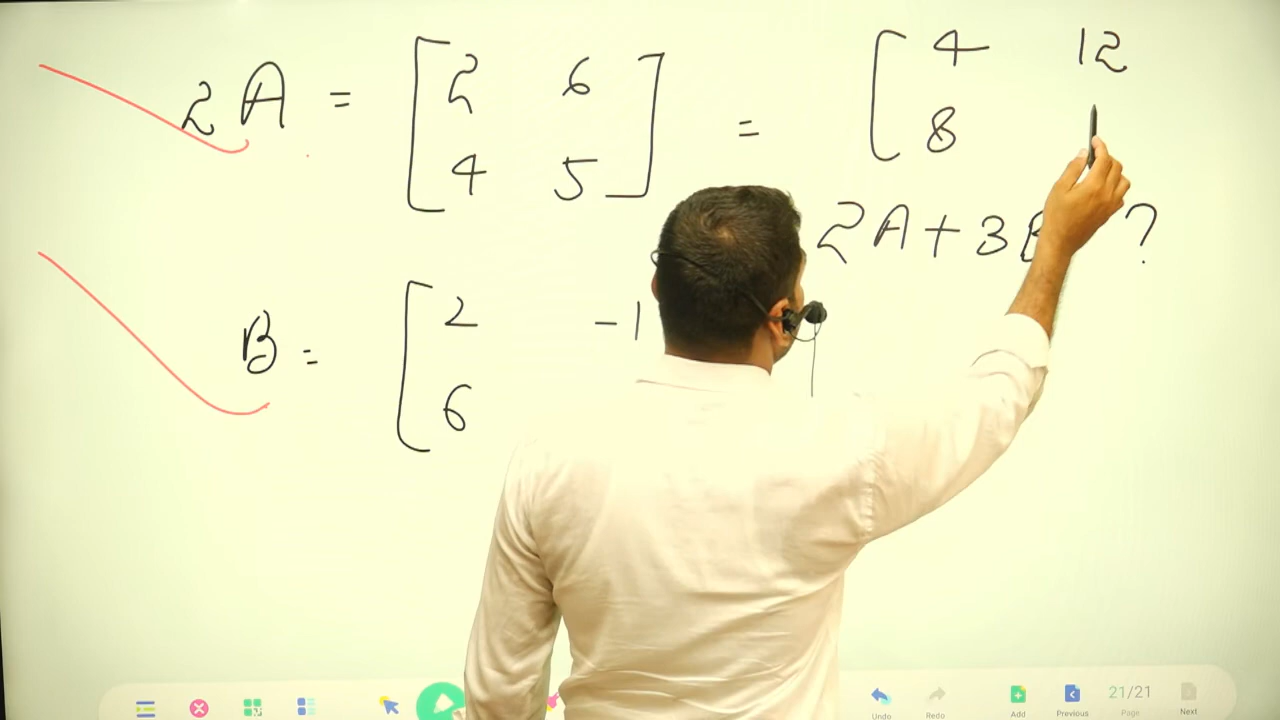 2A = [2 6 4 5] = [4 12 8
2A+3B ?
B = [2 -1 6
Undo Redo Add Previous 21/21 Page Next